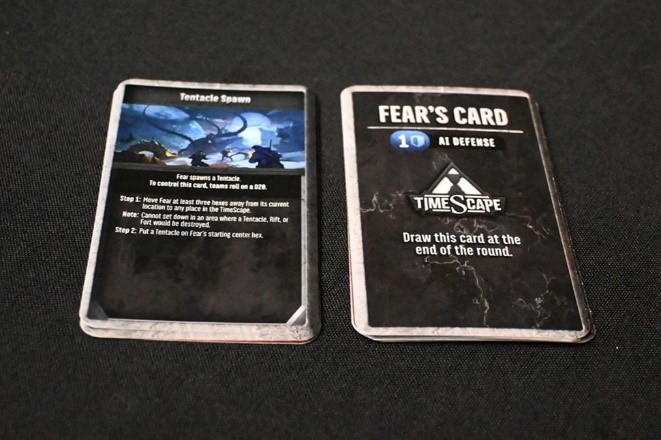 Tentacle Spawn
Fear spawns a Tentacle.
To control this card, teams roll on a D20.
Step 1: Move Fear at least three hexes away from its current
location to any place in the TimeScape.
Note: Cannot set down in an area where a Tentacle, Rift, or
Fort would be destroyed.
Step 2: Put a Tentacle on Fear's starting center hex.
FEAR'S CARD
10 AI DEFENSE
TIMESCAPE
Draw this card at the
end of the round.